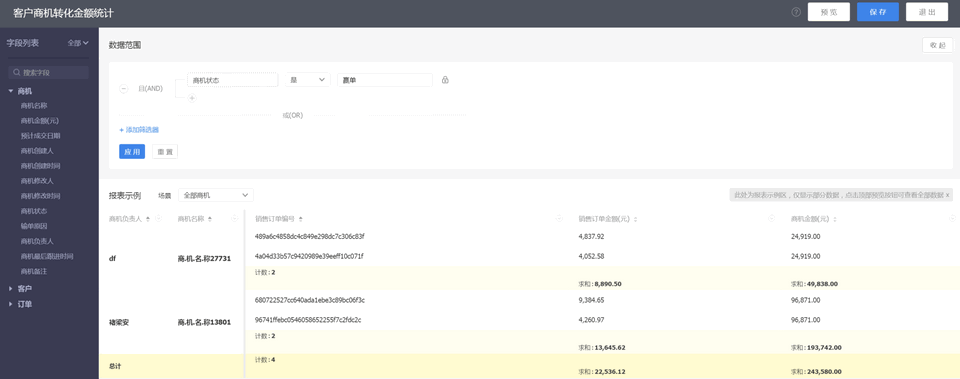 客户商机转化金额统计
? 预 览 保 存 退 出
字段列表 全部
数据范围
收 起
搜索字段
商机
商机名称
商机金额(元)
预计成交日期
商机创建人
商机创建时间
商机修改人
商机修改时间
商机状态
输单原因
商机负责人
商机最后跟进时间
商机备注
客户
订单
且(AND) 商机状态 是 赢单
+
或(OR)
+ 添加筛选器
应 用 重 置
报表示例 场景 全部商机 此处为报表示例区，仅显示部分数据，点击顶部预览按钮可查看全部数据 x
商机负责人 商机名称 销售订单编号 销售订单金额(元) 商机金额(元)
489a6c4858dc4c849e298dc7c306c83f 4,837.92 24,919.00
4a04d33b57c9420989e39eeff10c071f 4,052.58 24,919.00
df 商.机.名.称27731
计数 : 2
求和 : 8,890.50 求和 : 49,838.00
680722527cc640ada1ebe3c89bc06f3c 9,384.65 96,871.00
96741ffebc0546058652255f7c2fdc2c 4,260.97 96,871.00
褚梁安 商.机.名.称13801
计数 : 2
求和 : 13,645.62 求和 : 193,742.00
总计
计数 : 4
求和 : 22,536.12 求和 : 243,580.00